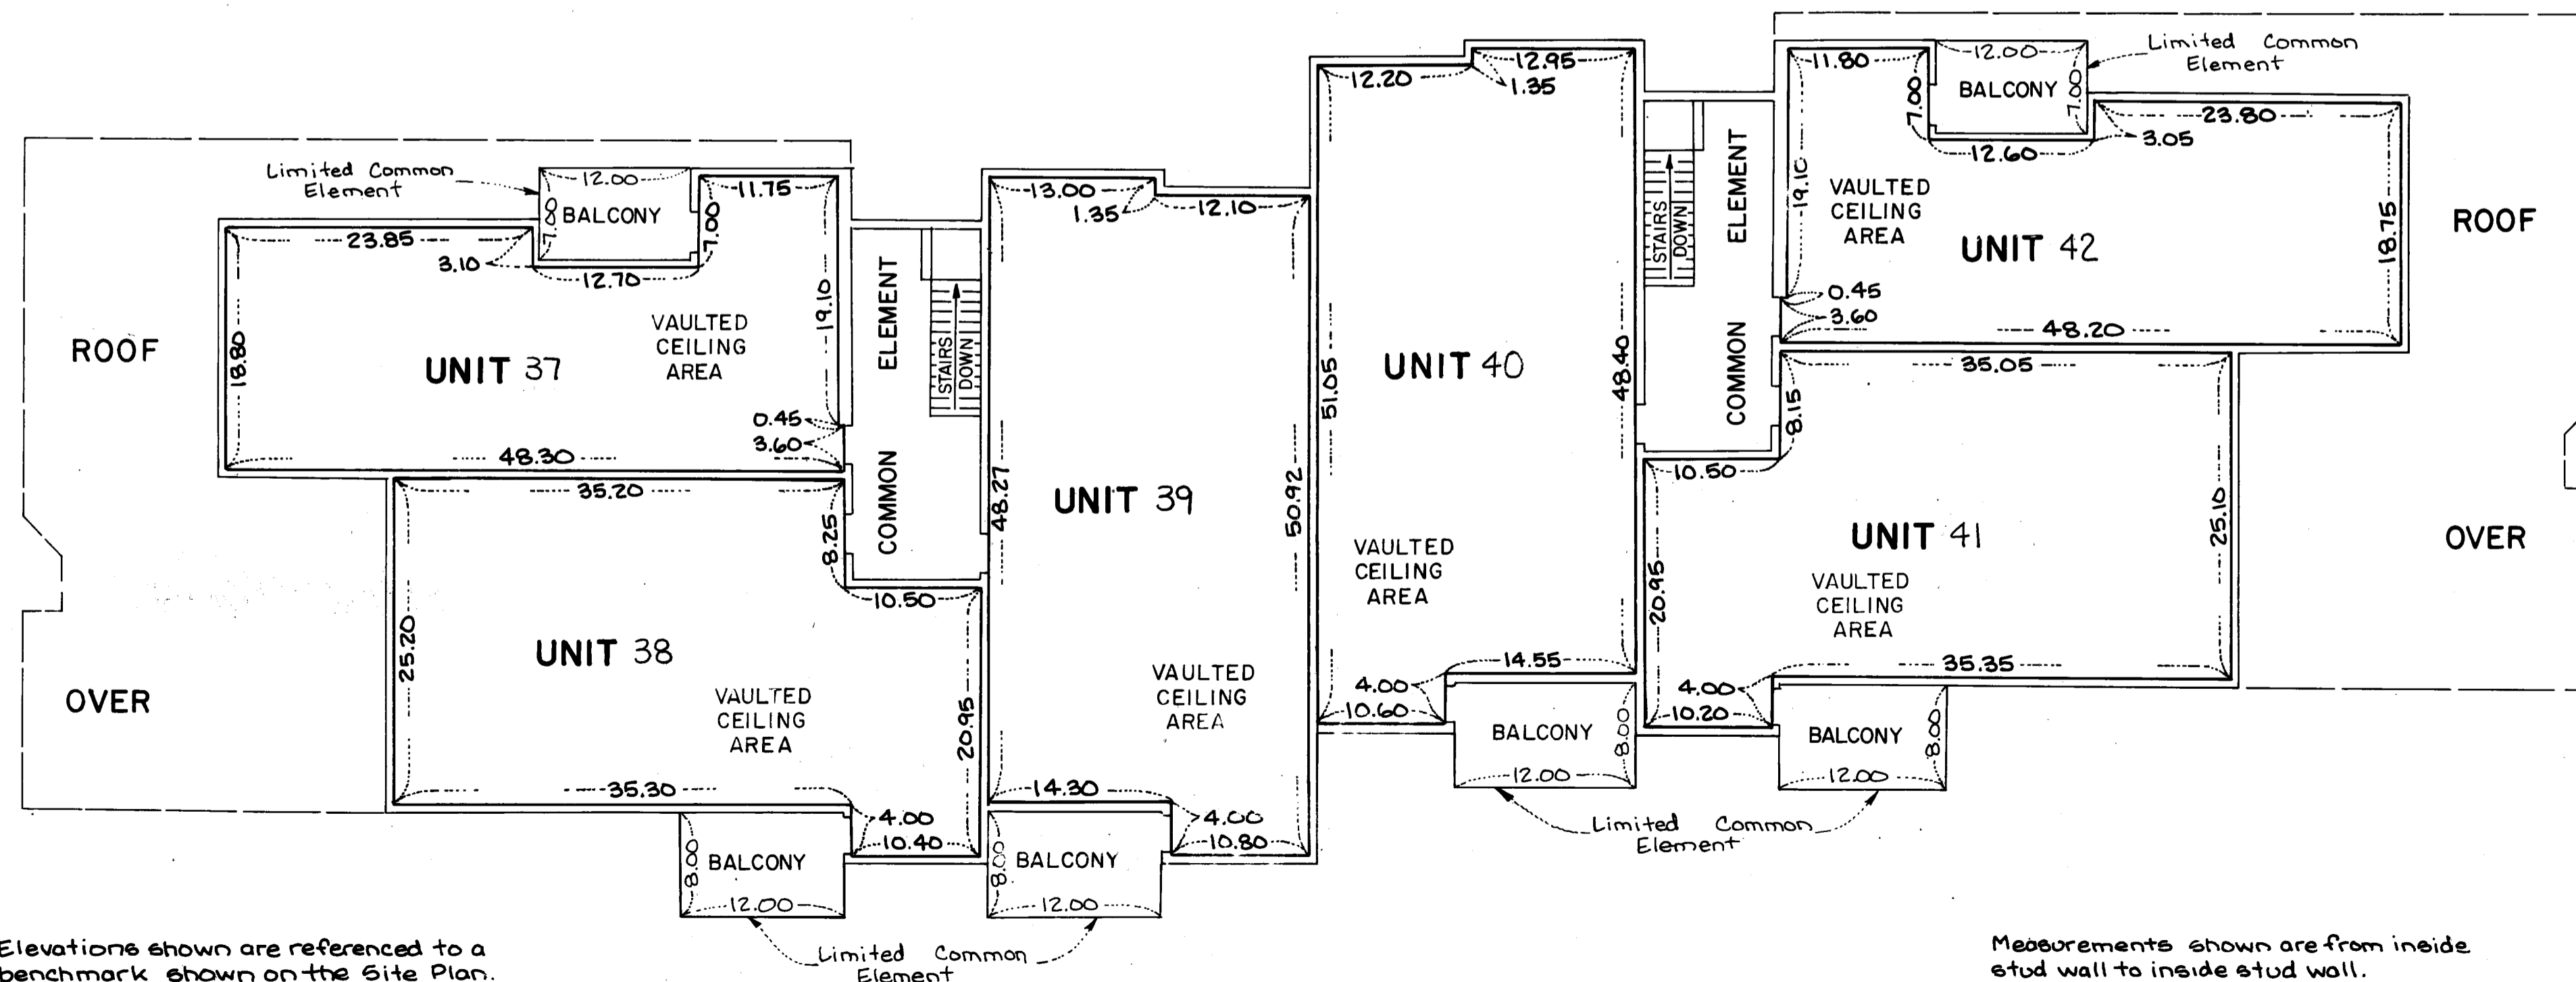 Limited Common
Element
12.00
BALCONY
7.00
11.75
7.00
23.85
3.10
12.70
18.80
19.10
VAULTED
CEILING
AREA
UNIT 37
0.45
3.60
48.30
ROOF
OVER
COMMON ELEMENT
STAIRS
DOWN
35.20
8.25
10.50
25.20
UNIT 38
VAULTED
CEILING
AREA
20.95
35.30
4.00
10.40
8.00
BALCONY
12.00
13.00
1.35
12.10
48.27
UNIT 39
50.92
VAULTED
CEILING
AREA
14.30
4.00
10.80
8.00
BALCONY
12.00
Limited Common
Element
12.20
12.95
1.35
51.05
UNIT 40
48.40
VAULTED
CEILING
AREA
14.55
4.00
10.60
BALCONY
8.00
12.00
COMMON ELEMENT
STAIRS
DOWN
11.80
7.00
12.00
BALCONY
7.00
Limited Common
Element
23.80
3.05
12.60
19.10
VAULTED
CEILING
AREA
UNIT 42
18.75
0.45
3.60
48.20
35.05
8.15
10.50
UNIT 41
25.10
20.95
VAULTED
CEILING
AREA
35.35
4.00
10.20
BALCONY
8.00
12.00
Limited Common
Element
ROOF
OVER
Elevations shown are referenced to a
benchmark shown on the Site Plan.
Measurements shown are from inside
stud wall to inside stud wall.